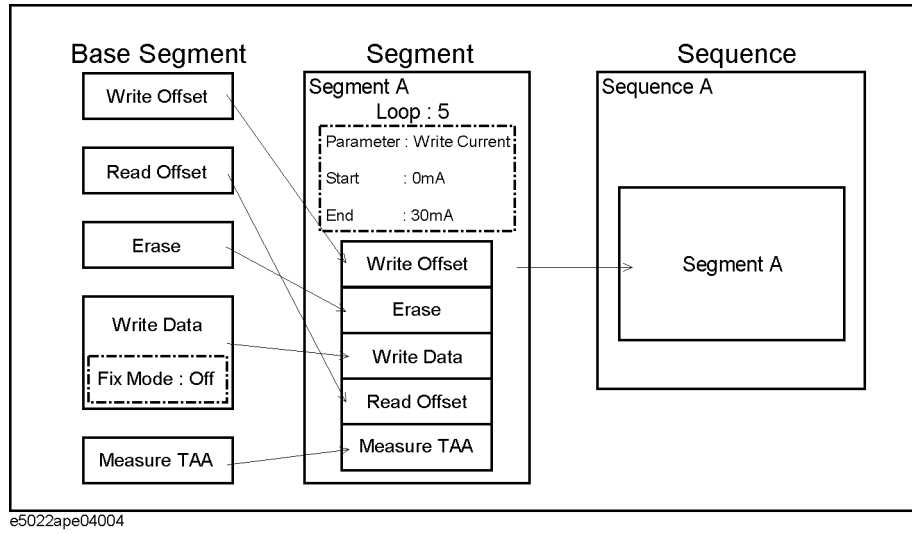 Base Segment
Write Offset
Read Offset
Erase
Write Data
Fix Mode : Off
Measure TAA
Segment
Segment A
Loop : 5
Parameter : Write Current
Start : 0mA
End : 30mA
Write Offset
Erase
Write Data
Read Offset
Measure TAA
Sequence
Sequence A
Segment A
e5022ape04004